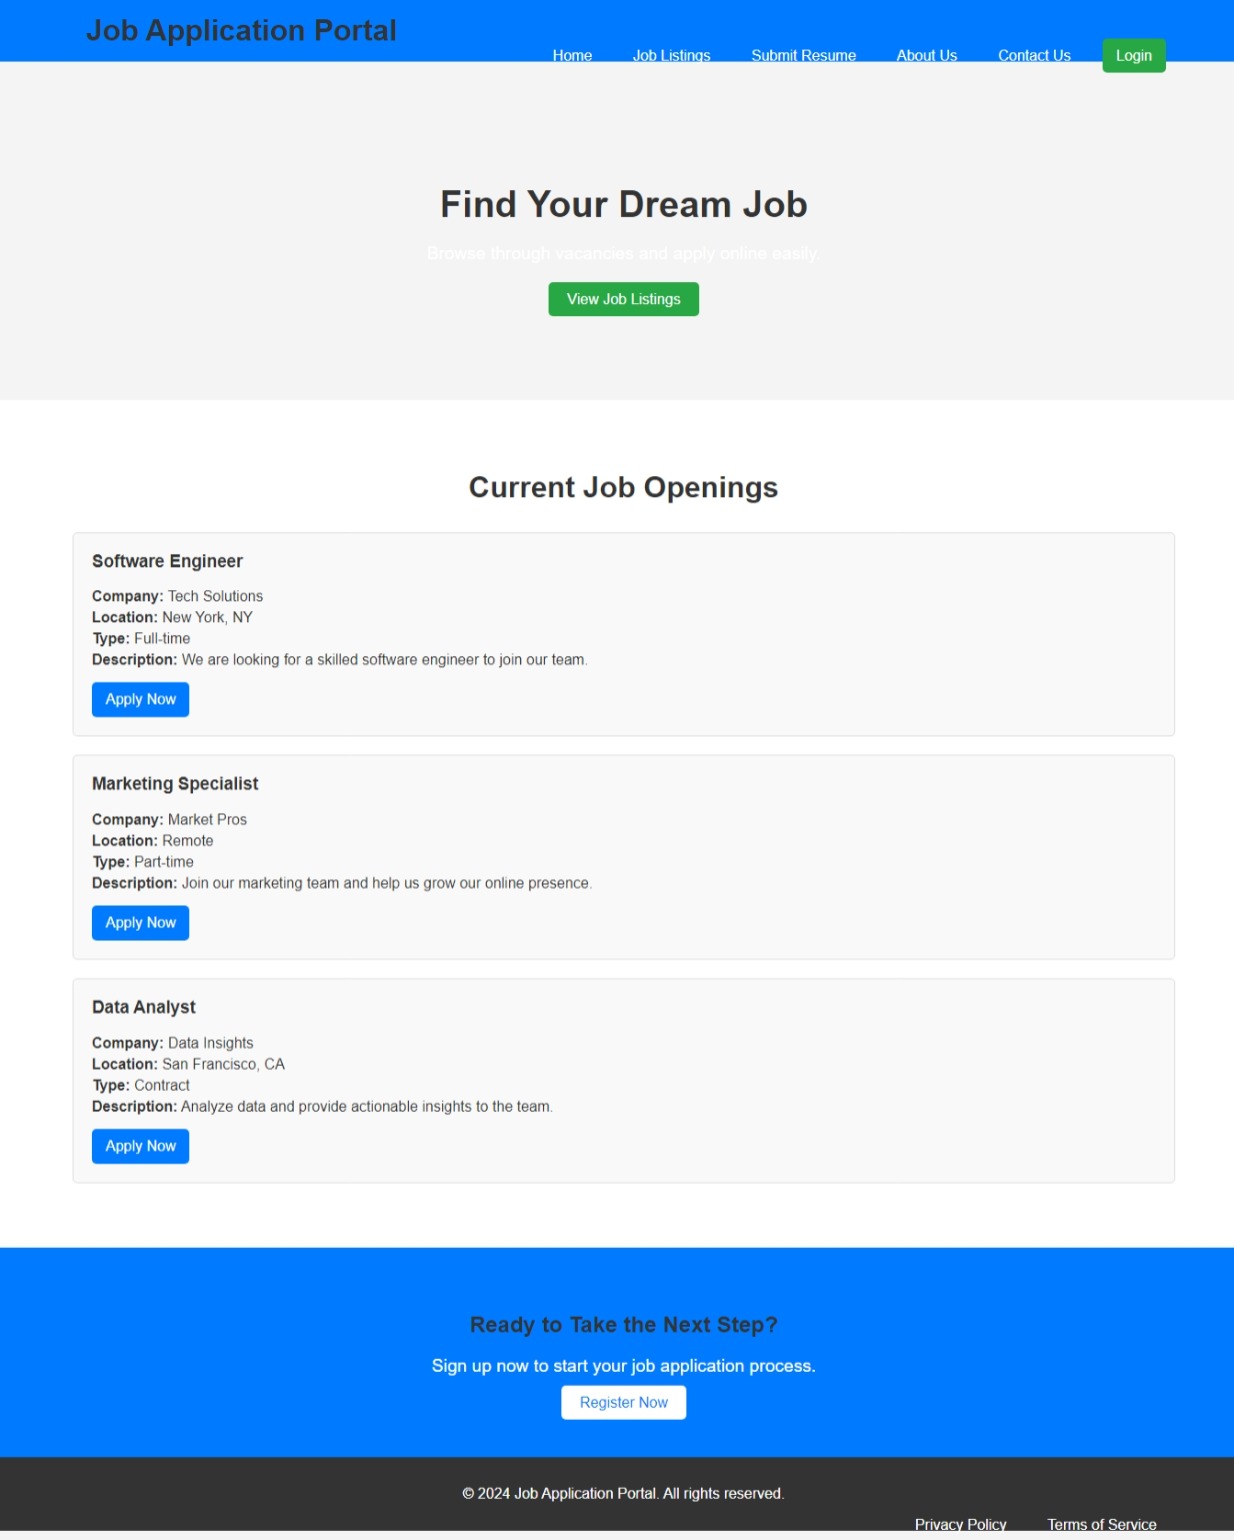 Job Application Portal
Home Job Listings Submit Resume About Us Contact Us Login
Find Your Dream Job
Browse through vacancies and apply online easily.
View Job Listings
Current Job Openings
Software Engineer
Company: Tech Solutions
Location: New York, NY
Type: Full-time
Description: We are looking for a skilled software engineer to join our team.
Apply Now
Marketing Specialist
Company: Market Pros
Location: Remote
Type: Part-time
Description: Join our marketing team and help us grow our online presence.
Apply Now
Data Analyst
Company: Data Insights
Location: San Francisco, CA
Type: Contract
Description: Analyze data and provide actionable insights to the team.
Apply Now
Ready to Take the Next Step?
Sign up now to start your job application process.
Register Now
© 2024 Job Application Portal. All rights reserved.
Privacy Policy Terms of Service